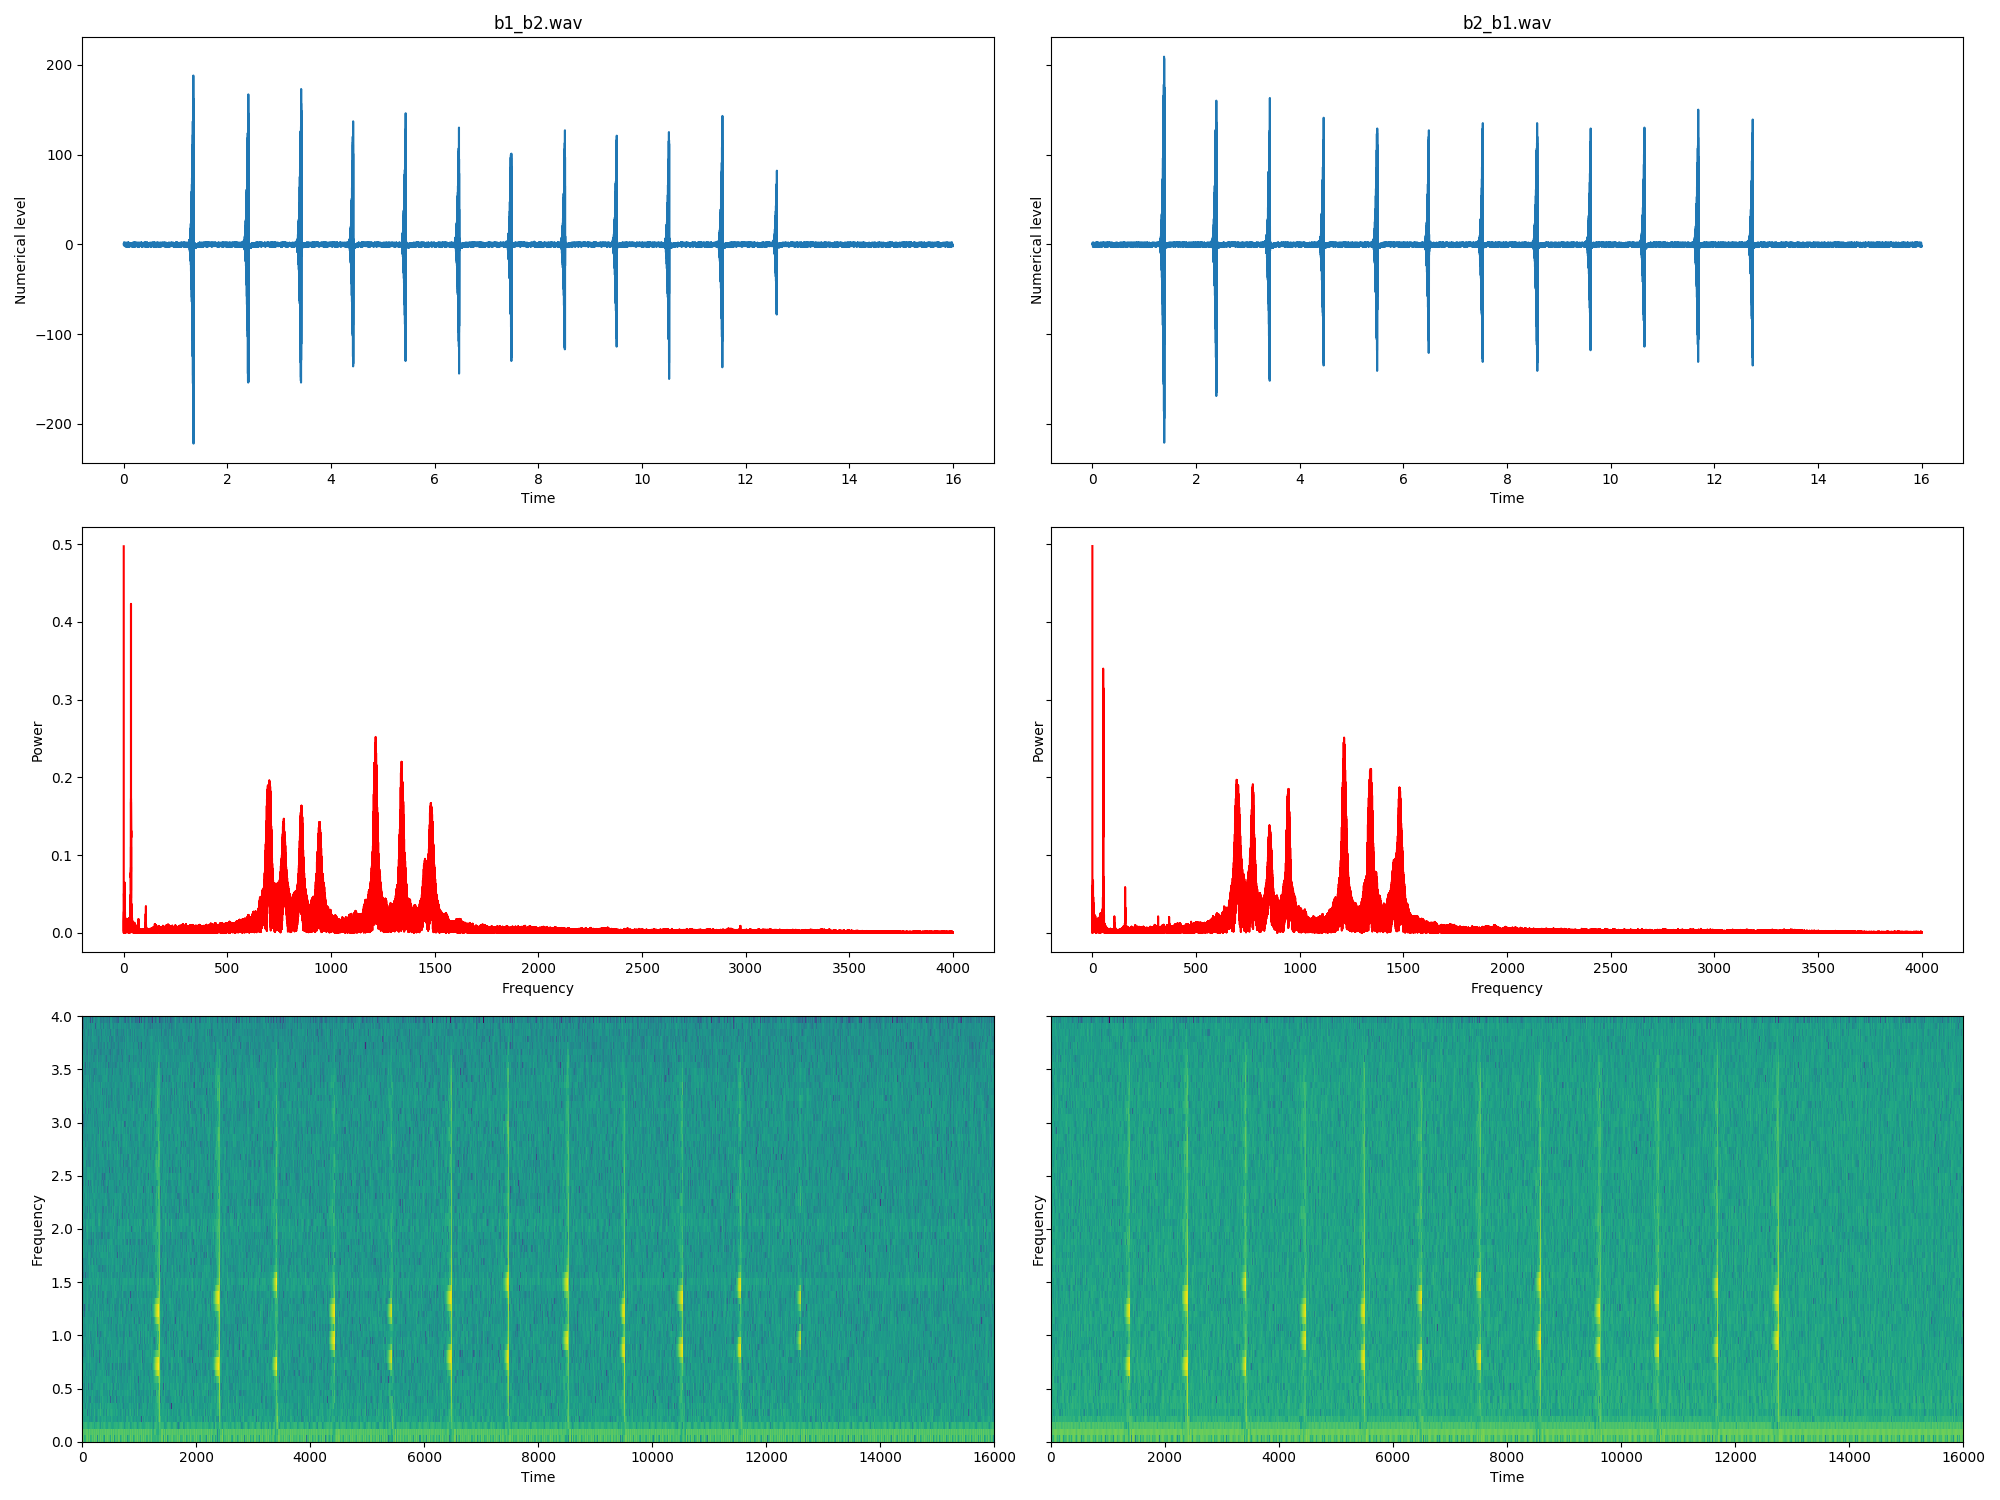 b1_b2.wav
b2_b1.wav
Numerical level
200
100
0
−100
−200
0 2 4 6 8 10 12 14 16
Time
Numerical level
0 2 4 6 8 10 12 14 16
Time
Power
0.5
0.4
0.3
0.2
0.1
0.0
0 500 1000 1500 2000 2500 3000 3500 4000
Frequency
Power
0 500 1000 1500 2000 2500 3000 3500 4000
Frequency
Frequency
4.0
3.5
3.0
2.5
2.0
1.5
1.0
0.5
0.0
0 2000 4000 6000 8000 10000 12000 14000 16000
Time
Frequency
0 2000 4000 6000 8000 10000 12000 14000 16000
Time